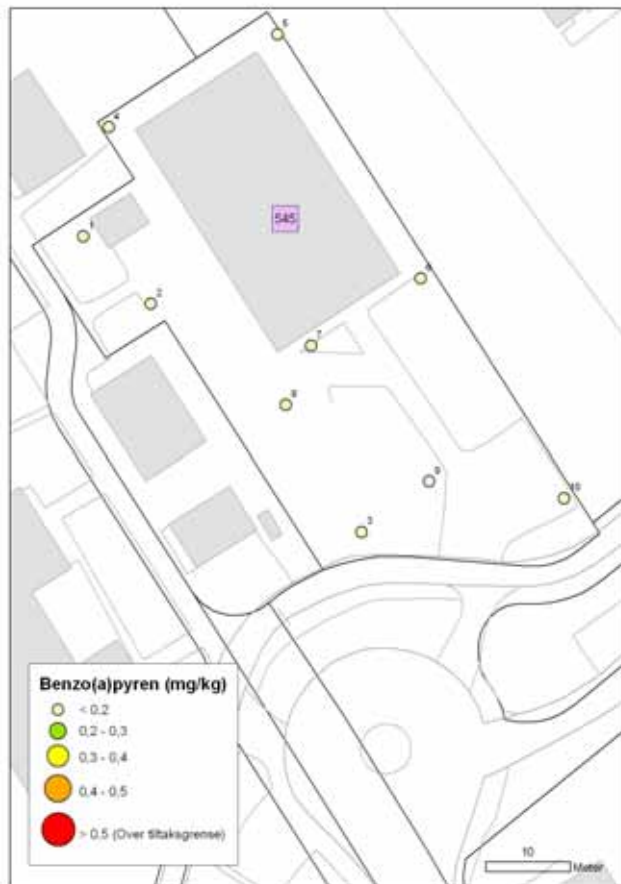 5
4
545
1
6
2
7
8
9
10
3
Benzo(a)pyren (mg/kg)
< 0,2
0,2 - 0,3
0,3 - 0,4
0,4 - 0,5
> 0,5 (Over tiltaksgrense)
10
Meter